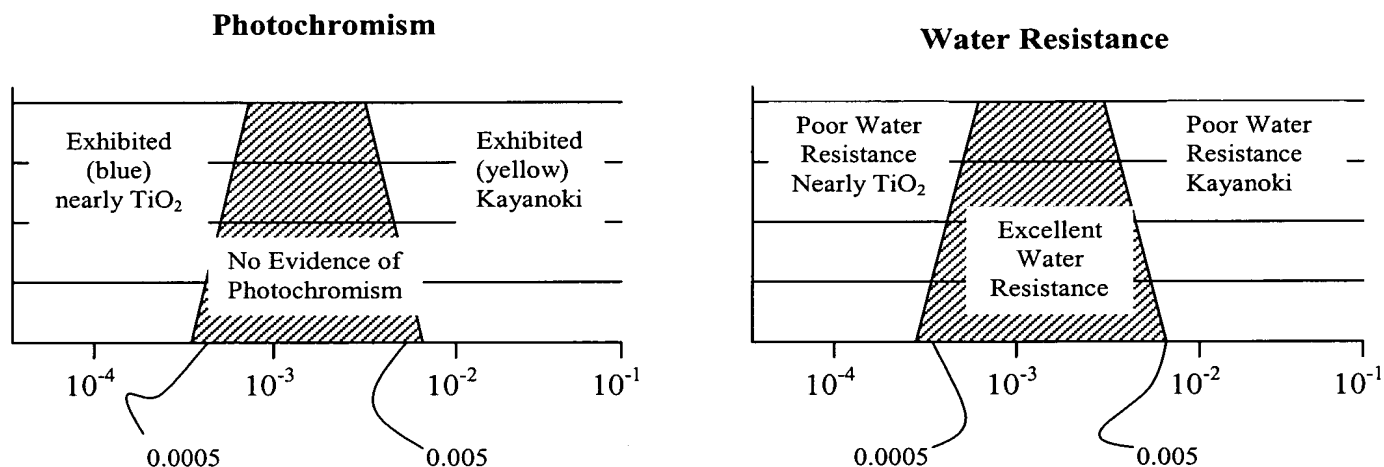 Photochromism
Exhibited
(blue)
nearly TiO₂
Exhibited
(yellow)
Kayanoki
No Evidence of
Photochromism
10⁻⁴
10⁻³
10⁻²
10⁻¹
0.0005
0.005
Water Resistance
Poor Water
Resistance
Nearly TiO₂
Poor Water
Resistance
Kayanoki
Excellent
Water
Resistance
10⁻⁴
10⁻³
10⁻²
10⁻¹
0.0005
0.005